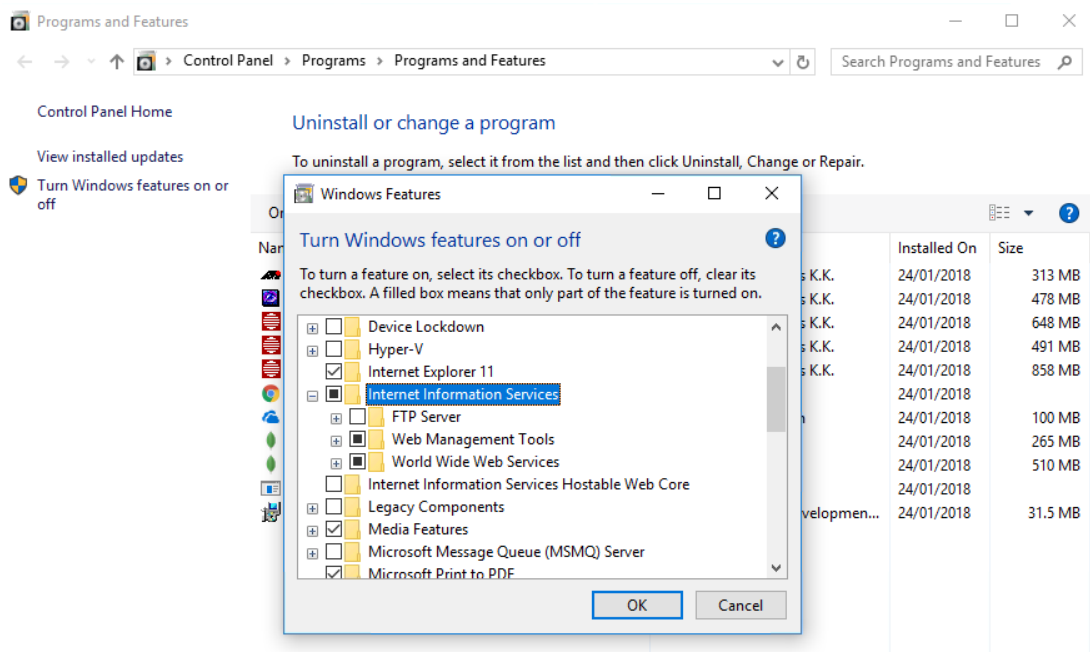 Programs and Features
Control Panel > Programs > Programs and Features
Search Programs and Features
Control Panel Home
View installed updates
Turn Windows features on or
off
Uninstall or change a program
To uninstall a program, select it from the list and then click Uninstall, Change or Repair.
Installed On Size
s K.K. 24/01/2018 313 MB
s K.K. 24/01/2018 478 MB
s K.K. 24/01/2018 648 MB
s K.K. 24/01/2018 491 MB
s K.K. 24/01/2018 858 MB
24/01/2018
24/01/2018 100 MB
24/01/2018 265 MB
24/01/2018 510 MB
24/01/2018
velopmen... 24/01/2018 31.5 MB
Windows Features
Turn Windows features on or off
To turn a feature on, select its checkbox. To turn a feature off, clear its
checkbox. A filled box means that only part of the feature is turned on.
Device Lockdown
Hyper-V
Internet Explorer 11
Internet Information Services
FTP Server
Web Management Tools
World Wide Web Services
Internet Information Services Hostable Web Core
Legacy Components
Media Features
Microsoft Message Queue (MSMQ) Server
Microsoft Print to PDF
OK
Cancel